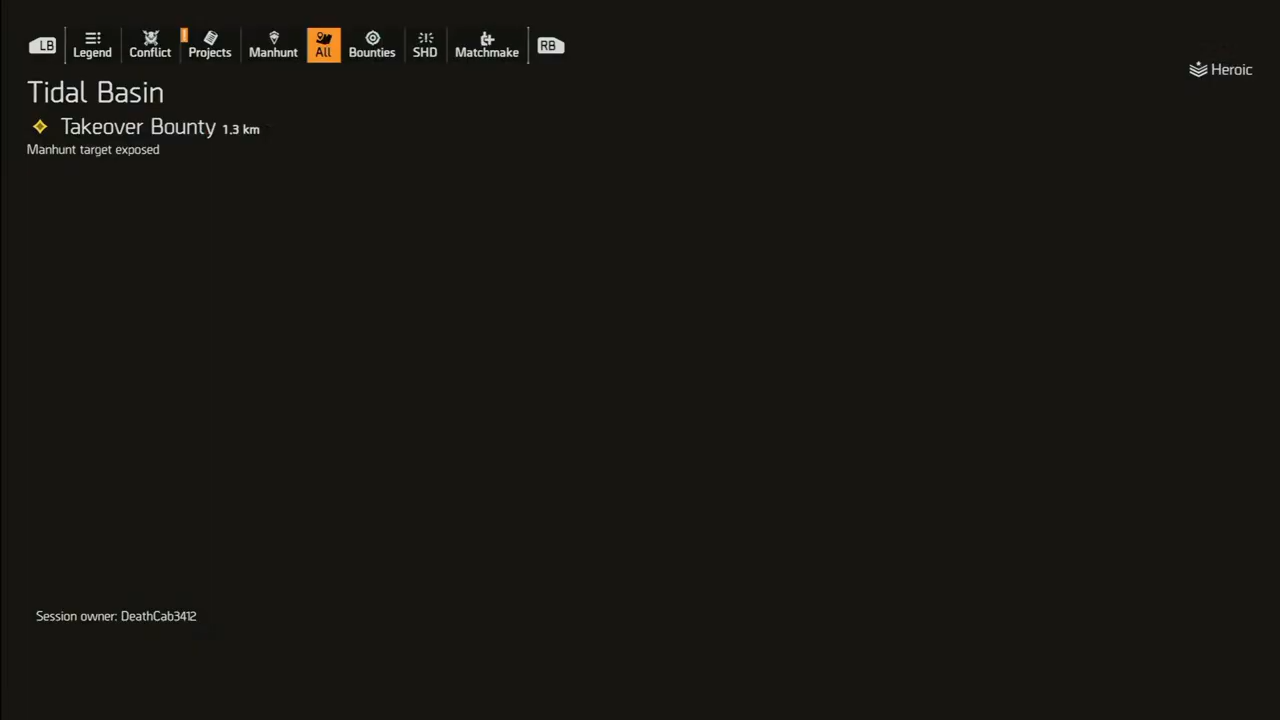 LB Legend Conflict Projects Manhunt All Bounties SHD Matchmake RB
Heroic
Tidal Basin
Takeover Bounty 1.3 km
Manhunt target exposed
Session owner: DeathCab3412